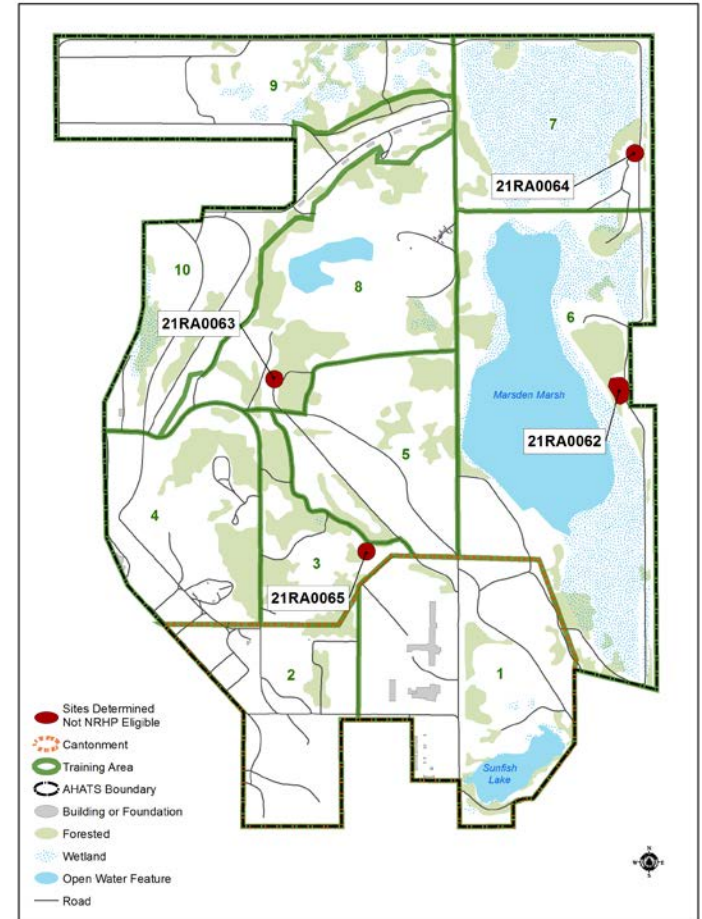 9
7
21RA0064
10
8
6
21RA0063
Marsden Marsh
21RA0062
5
4
3
21RA0065
2
1
Sunfish
Lake
Sites Determined
Not NRHP Eligible
Cantonment
Training Area
AHATS Boundary
Building or Foundation
Forested
Wetland
Open Water Feature
Road
N
W
E
S